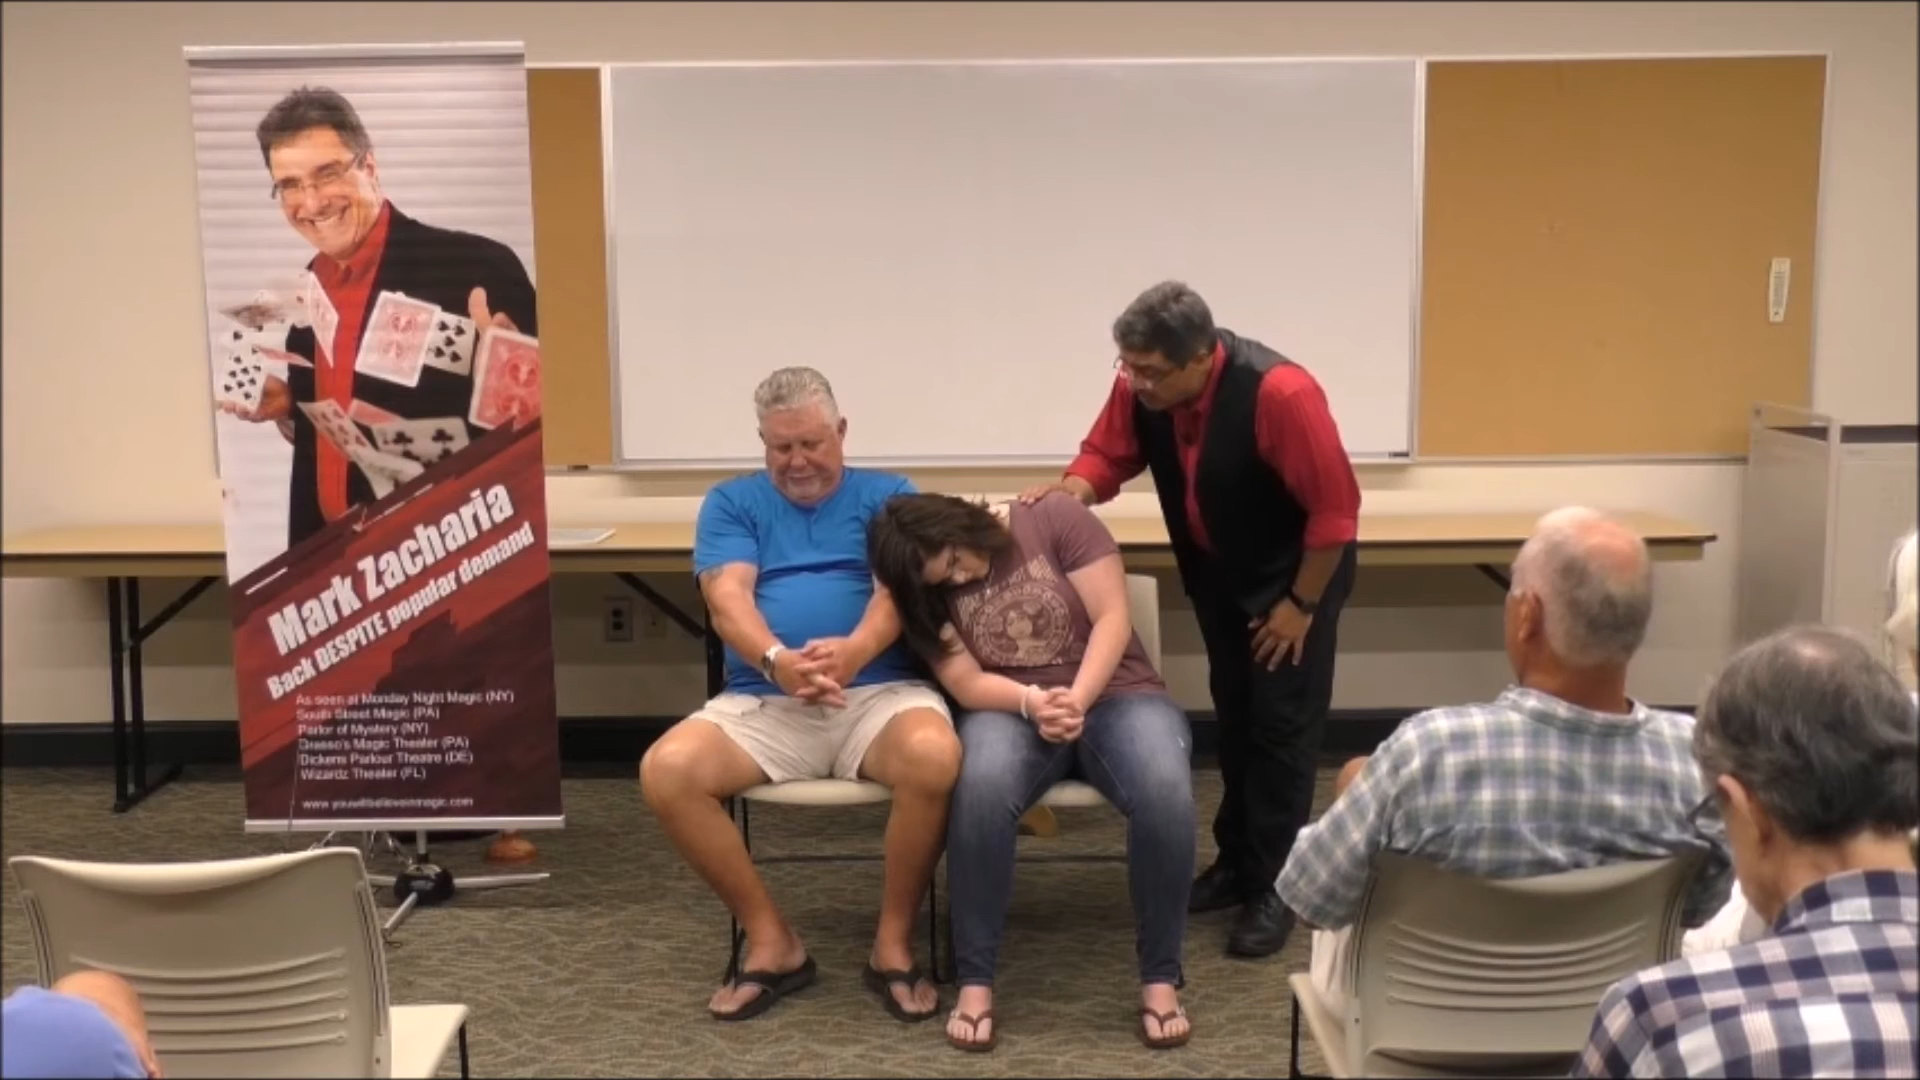 Mark Zacharia
Back DESPITE popular demand
As seen at Monday Night Magic (NY)
South Street Magic (PA)
Parlor of Mystery (NY)
Grasso's Magic Theater (PA)
Dickens Parlour Theatre (DE)
Wizardz Theater (FL)
www.youwillbelieveinmagic.com